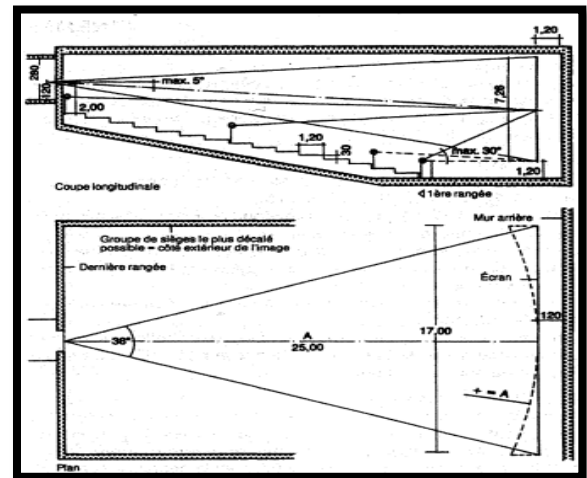 1,20
280
120
max. 5°
7,28
2,00
1,20
30
max. 30°
1,20
Coupe longitudinale
1ère rangée
Mur arrière
Groupe de sièges le plus décalé
possible = côté extérieur de l'image
Dernière rangée
Écran
36°
A
25,00
17,00
120
+ = A
Plan